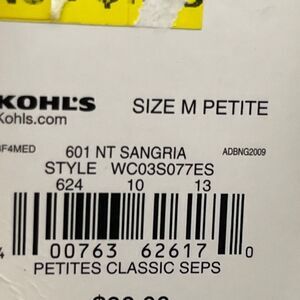 KOHL'S SIZE M PETITE
Kohls.com
601 NT SANGRIA ADBNG2009
STYLE WC03S077ES
624 10 13
4 00763 62617 0
PETITES CLASSIC SEPS